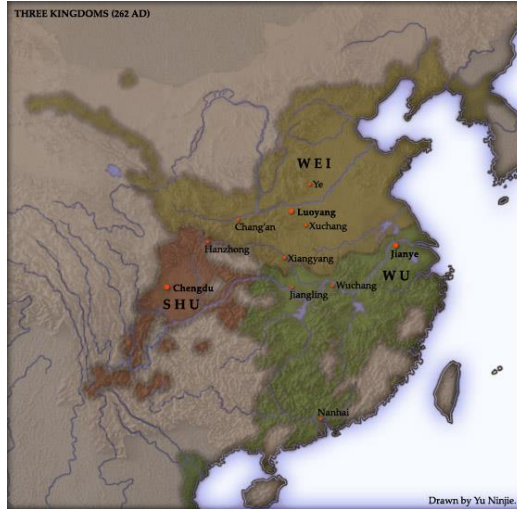 THREE KINGDOMS (262 AD)
WEI
Ye
Luoyang
Chang'an
Xuchang
Hanzhong
Jianye
Xiangyang
WU
Chengdu
Jiangling
Wuchang
SHU
Nanhai
Drawn by Yu Ninjie.